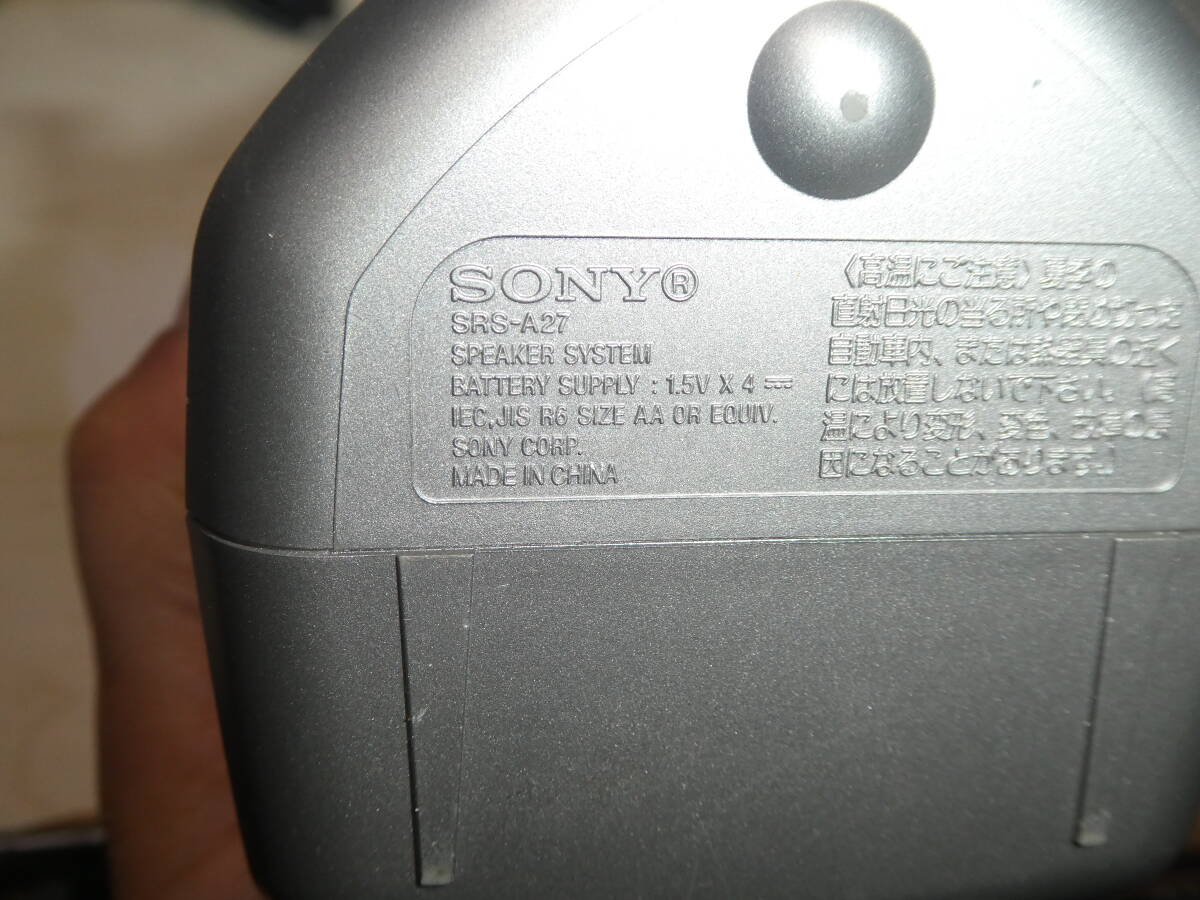 SONY®
SRS-A27
SPEAKER SYSTEM
BATTERY SUPPLY : 1.5V X 4 ⎓
IEC,JIS R6 SIZE AA OR EQUIV.
SONY CORP.
MADE IN CHINA
〈高温にご注意〉夏季の
直射日光の当る所や閉め切った
自動車内、または暖房器具の近く
には放置しないで下さい。(高
温により変形、変色、故障の原
因になることがあります)